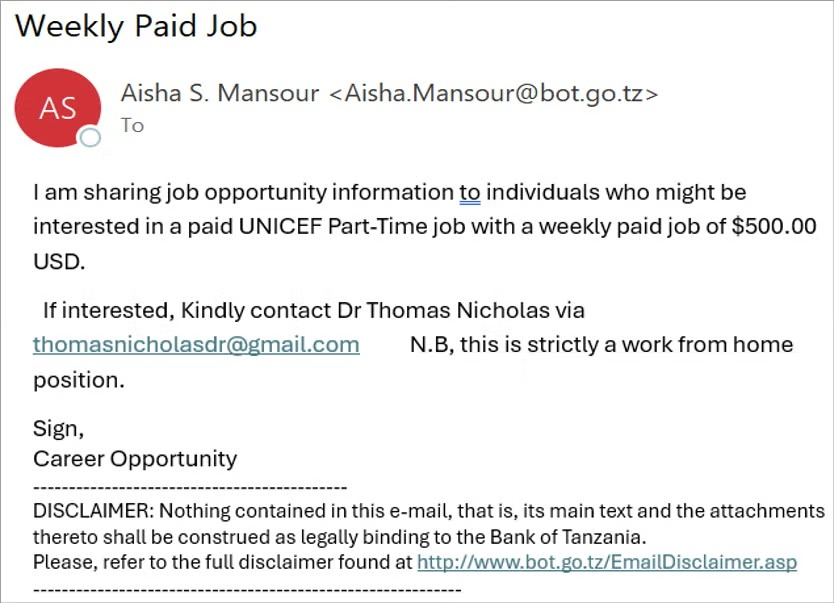 Weekly Paid Job
AS
Aisha S. Mansour <Aisha.Mansour@bot.go.tz>
To
I am sharing job opportunity information to individuals who might be
interested in a paid UNICEF Part-Time job with a weekly paid job of $500.00
USD.
If interested, Kindly contact Dr Thomas Nicholas via
thomasnicholasdr@gmail.com N.B, this is strictly a work from home
position.
Sign,
Career Opportunity
--------------------------------------------
DISCLAIMER: Nothing contained in this e-mail, that is, its main text and the attachments
thereto shall be construed as legally binding to the Bank of Tanzania.
Please, refer to the full disclaimer found at http://www.bot.go.tz/EmailDisclaimer.asp
------------------------------------------------------------